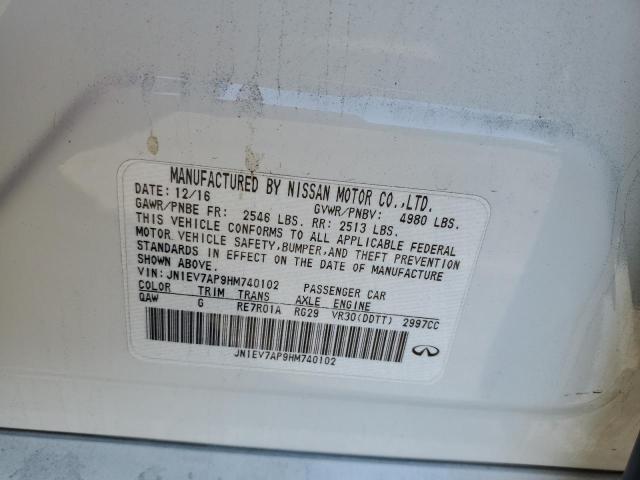 MANUFACTURED BY NISSAN MOTOR CO.,LTD.
DATE: 12/16 GVWR/PNBV: 4980 LBS.
GAWR/PNBE FR: 2546 LBS. RR: 2513 LBS.
THIS VEHICLE CONFORMS TO ALL APPLICABLE FEDERAL
MOTOR VEHICLE SAFETY,BUMPER,AND THEFT PREVENTION
STANDARDS IN EFFECT ON THE DATE OF MANUFACTURE
SHOWN ABOVE.
VIN: JN1EV7AP9HM740102 PASSENGER CAR
COLOR TRIM TRANS AXLE ENGINE
QAW G RE7R01A RG29 VR30(DDTT) 2997CC
JN1EV7AP9HM740102